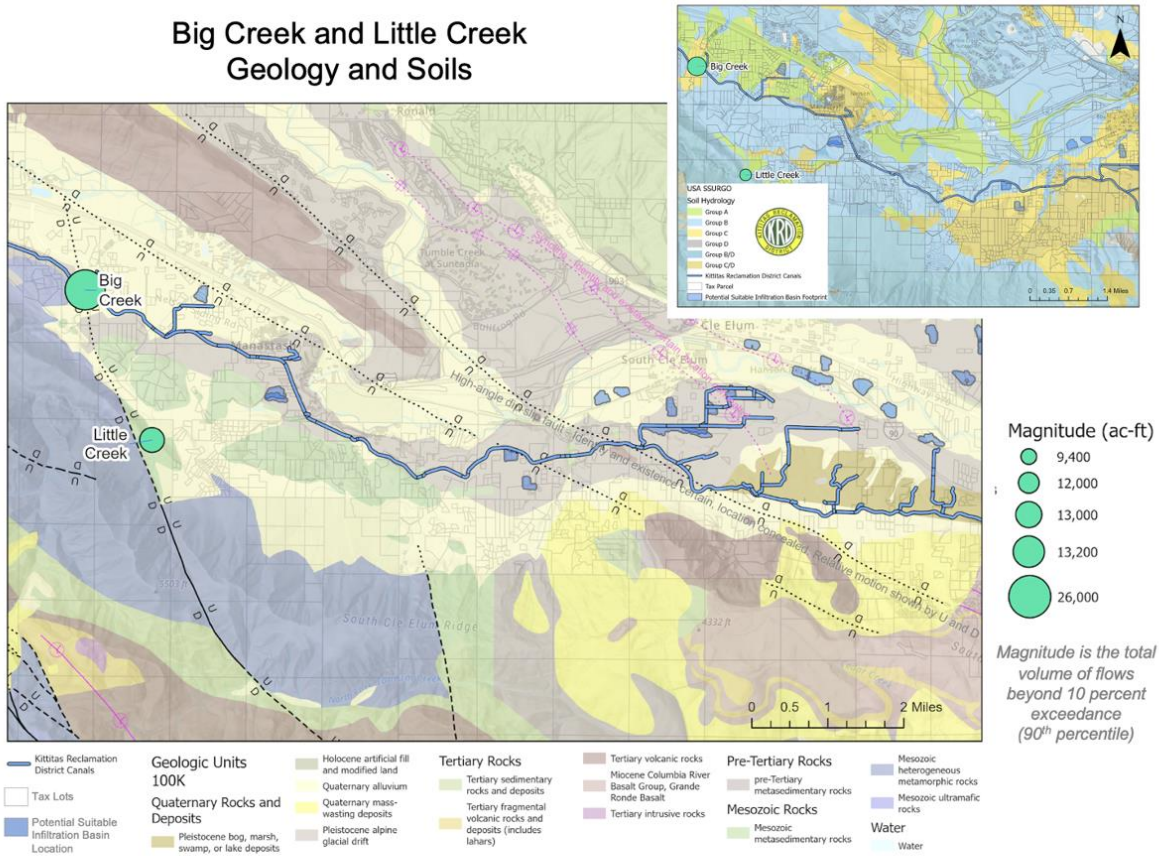 Big Creek and Little Creek
Geology and Soils
N
Big Creek
Little Creek
USA SSURGO
Soil Hydrology
Group A
Group B
Group C
Group D
Group B/D
Group C/D
Kittitas Reclamation District Canals
Tax Parcel
Potential Suitable Infiltration Basin Footprint
KITTITAS RECLAMATION
KRD
DISTRICT
0 0.35 0.7 1.4 Miles
Ronald
Tumble Creek
at Suncadia
Big
Creek
Manastash
Cle Elum
South Cle Elum
Little
Creek
High-angle dip slip fault. Identity and existence certain, location concealed. Relative motion shown by U and D
90
South Cle Elum Ridge
4332 ft
0 0.5 1 2 Miles
Magnitude (ac-ft)
9,400
12,000
13,000
13,200
26,000
Magnitude is the total
volume of flows
beyond 10 percent
exceedance
(90th percentile)
Kittitas Reclamation
District Canals
Tax Lots
Potential Suitable
Infiltration Basin
Location
Geologic Units
100K
Quaternary Rocks and
Deposits
Pleistocene bog, marsh,
swamp, or lake deposits
Holocene artificial fill
and modified land
Quaternary alluvium
Quaternary mass-
wasting deposits
Pleistocene alpine
glacial drift
Tertiary Rocks
Tertiary sedimentary
rocks and deposits
Tertiary fragmental
volcanic rocks and
deposits (includes
lahars)
Tertiary volcanic rocks
Miocene Columbia River
Basalt Group, Grande
Ronde Basalt
Tertiary intrusive rocks
Pre-Tertiary Rocks
pre-Tertiary
metasedimentary rocks
Mesozoic Rocks
Mesozoic
metasedimentary rocks
Mesozoic
heterogeneous
metamorphic rocks
Mesozoic ultramafic
rocks
Water
Water